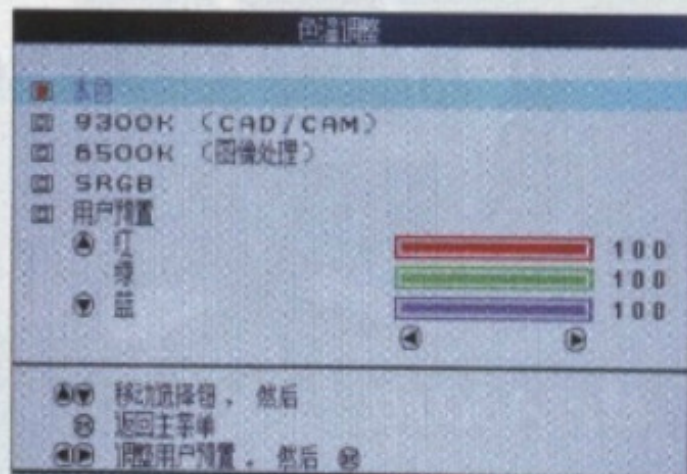 色温调整
本色
9300K (CAD/CAM)
6500K (图像处理)
SRGB
用户预置
红 100
绿 100
蓝 100
移动选择钮, 然后
返回主菜单
调整用户预置, 然后